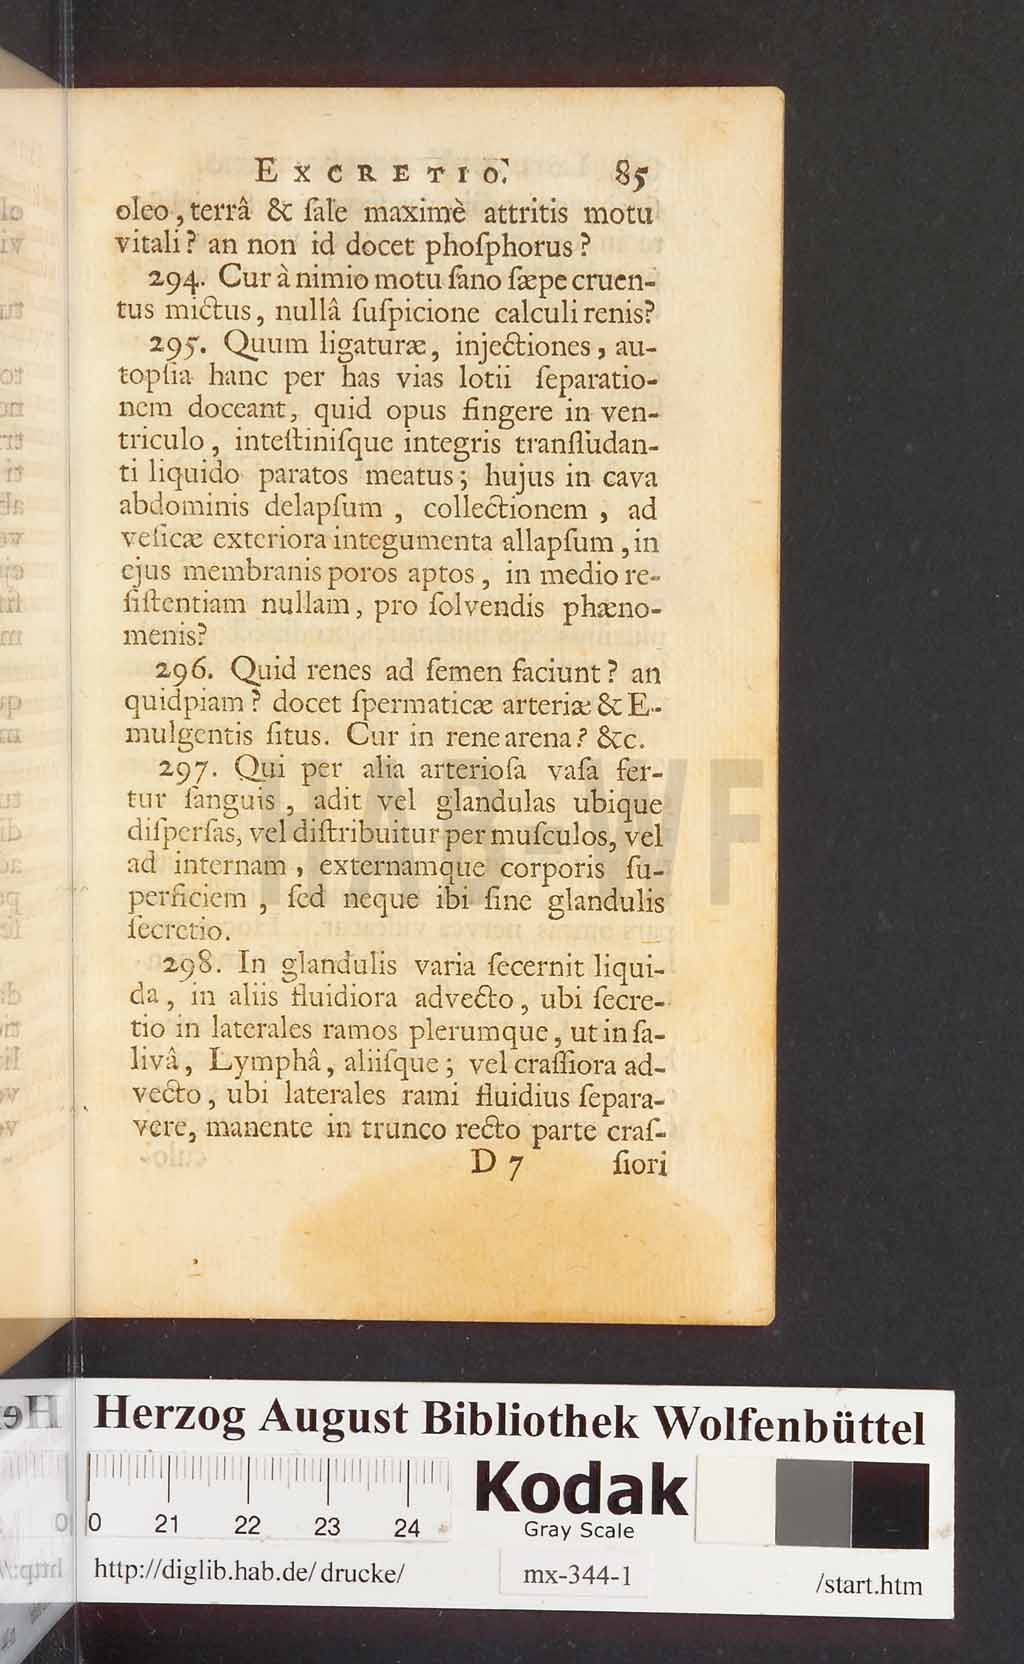 EXCRETIO. 85
oleo, terrâ & ſale maximè attritis motu
vitali? an non id docet phoſphorus?
294. Cur à nimio motu ſano ſæpe cruen-
tus mictus, nullâ ſuſpicione calculi renis?
295. Quum ligaturæ, injectiones, au-
topſia hanc per has vias lotii ſeparatio-
nem doceant, quid opus fingere in ven-
triculo, inteſtiniſque integris tranſſudan-
ti liquido paratos meatus; hujus in cava
abdominis delapſum, collectionem, ad
veſicæ exteriora integumenta allapſum, in
ejus membranis poros aptos, in medio re-
ſiſtentiam nullam, pro ſolvendis phæno-
menis?
296. Quid renes ad ſemen faciunt? an
quidpiam? docet ſpermaticæ arteriæ & E-
mulgentis ſitus. Cur in rene arena? &c.
297. Qui per alia arterioſa vaſa fer-
tur ſanguis, adit vel glandulas ubique
diſperſas, vel diſtribuitur per muſculos, vel
ad internam, externamque corporis ſu-
perficiem, ſed neque ibi ſine glandulis
ſecretio.
298. In glandulis varia ſecernit liqui-
da, in aliis fluidiora advecto, ubi ſecre-
tio in laterales ramos plerumque, ut in ſa-
livâ, Lymphâ, aliiſque; vel craſſiora ad-
vecto, ubi laterales rami fluidius ſepara-
vere, manente in trunco recto parte craſ-
D 7 ſiori
HAB WF
Herzog August Bibliothek Wolfenbüttel
0 21 22 23 24
Kodak
Gray Scale
http://diglib.hab.de/drucke/ mx-344-1 /start.htm